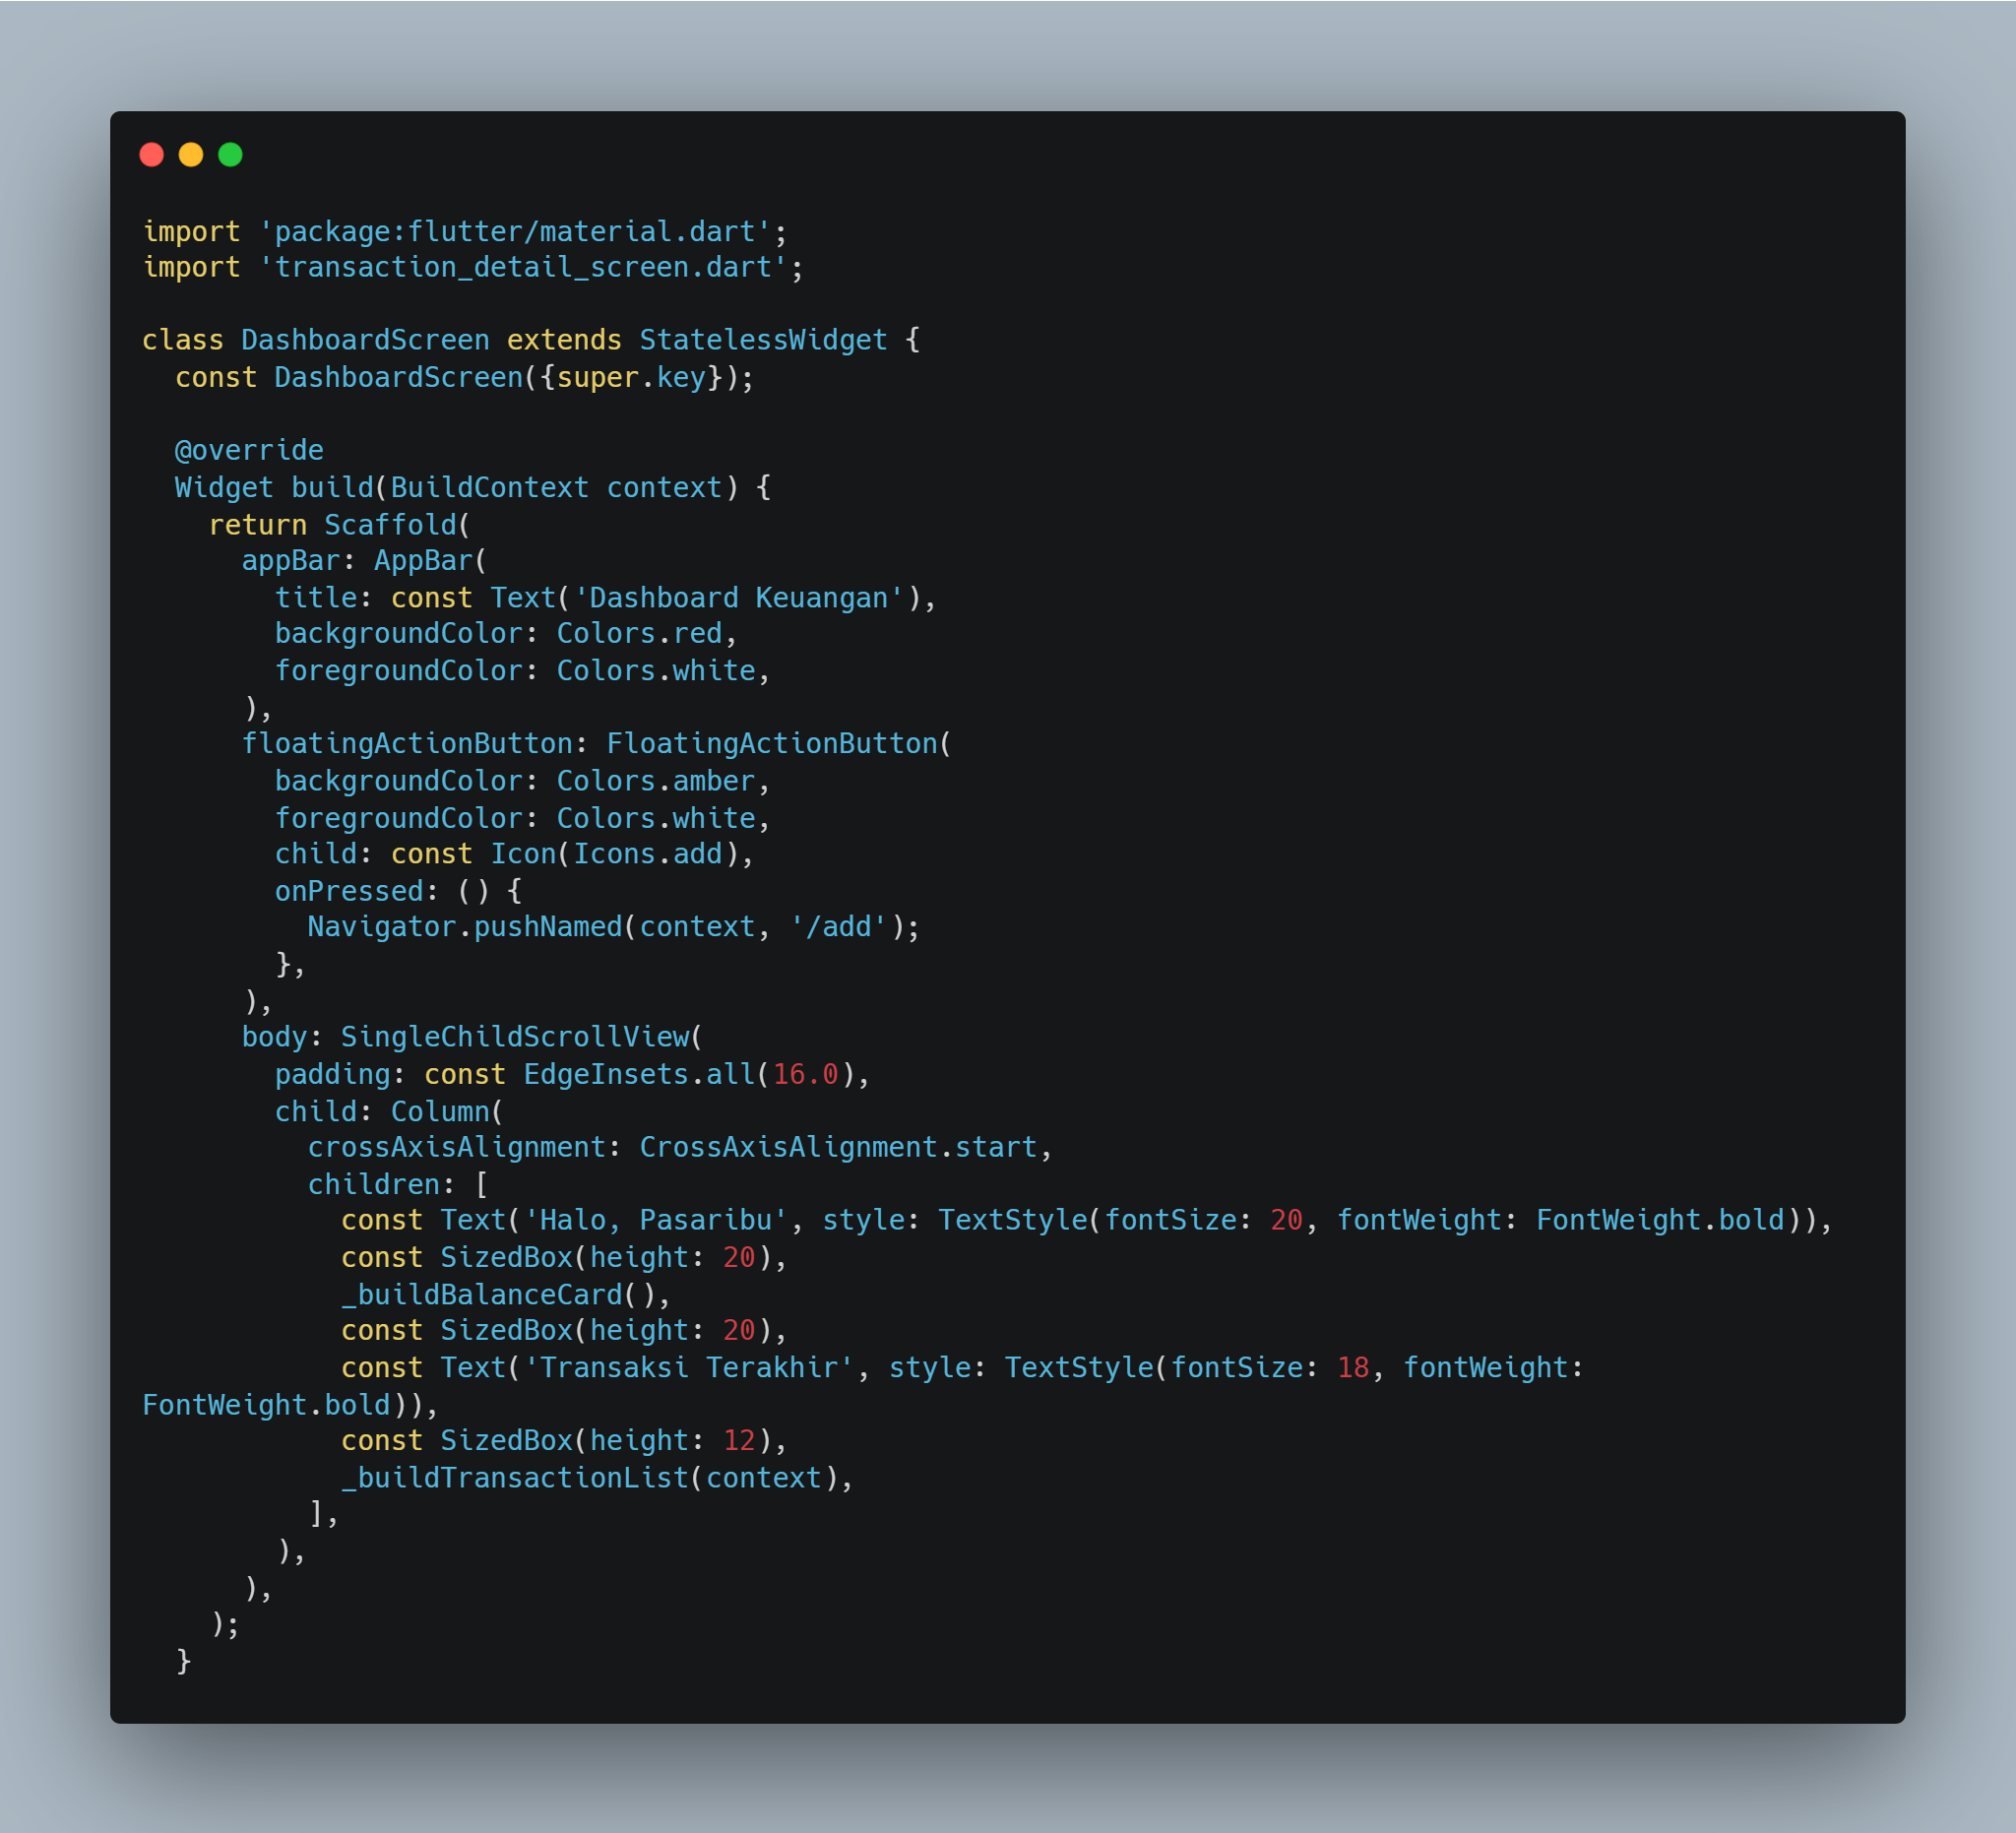 import 'package:flutter/material.dart';
import 'transaction_detail_screen.dart';

class DashboardScreen extends StatelessWidget {
  const DashboardScreen({super.key});

  @override
  Widget build(BuildContext context) {
    return Scaffold(
      appBar: AppBar(
        title: const Text('Dashboard Keuangan'),
        backgroundColor: Colors.red,
        foregroundColor: Colors.white,
      ),
      floatingActionButton: FloatingActionButton(
        backgroundColor: Colors.amber,
        foregroundColor: Colors.white,
        child: const Icon(Icons.add),
        onPressed: () {
          Navigator.pushNamed(context, '/add');
        },
      ),
      body: SingleChildScrollView(
        padding: const EdgeInsets.all(16.0),
        child: Column(
          crossAxisAlignment: CrossAxisAlignment.start,
          children: [
            const Text('Halo, Pasaribu', style: TextStyle(fontSize: 20, fontWeight: FontWeight.bold)),
            const SizedBox(height: 20),
            _buildBalanceCard(),
            const SizedBox(height: 20),
            const Text('Transaksi Terakhir', style: TextStyle(fontSize: 18, fontWeight:
FontWeight.bold)),
            const SizedBox(height: 12),
            _buildTransactionList(context),
          ],
        ),
      ),
    );
  }